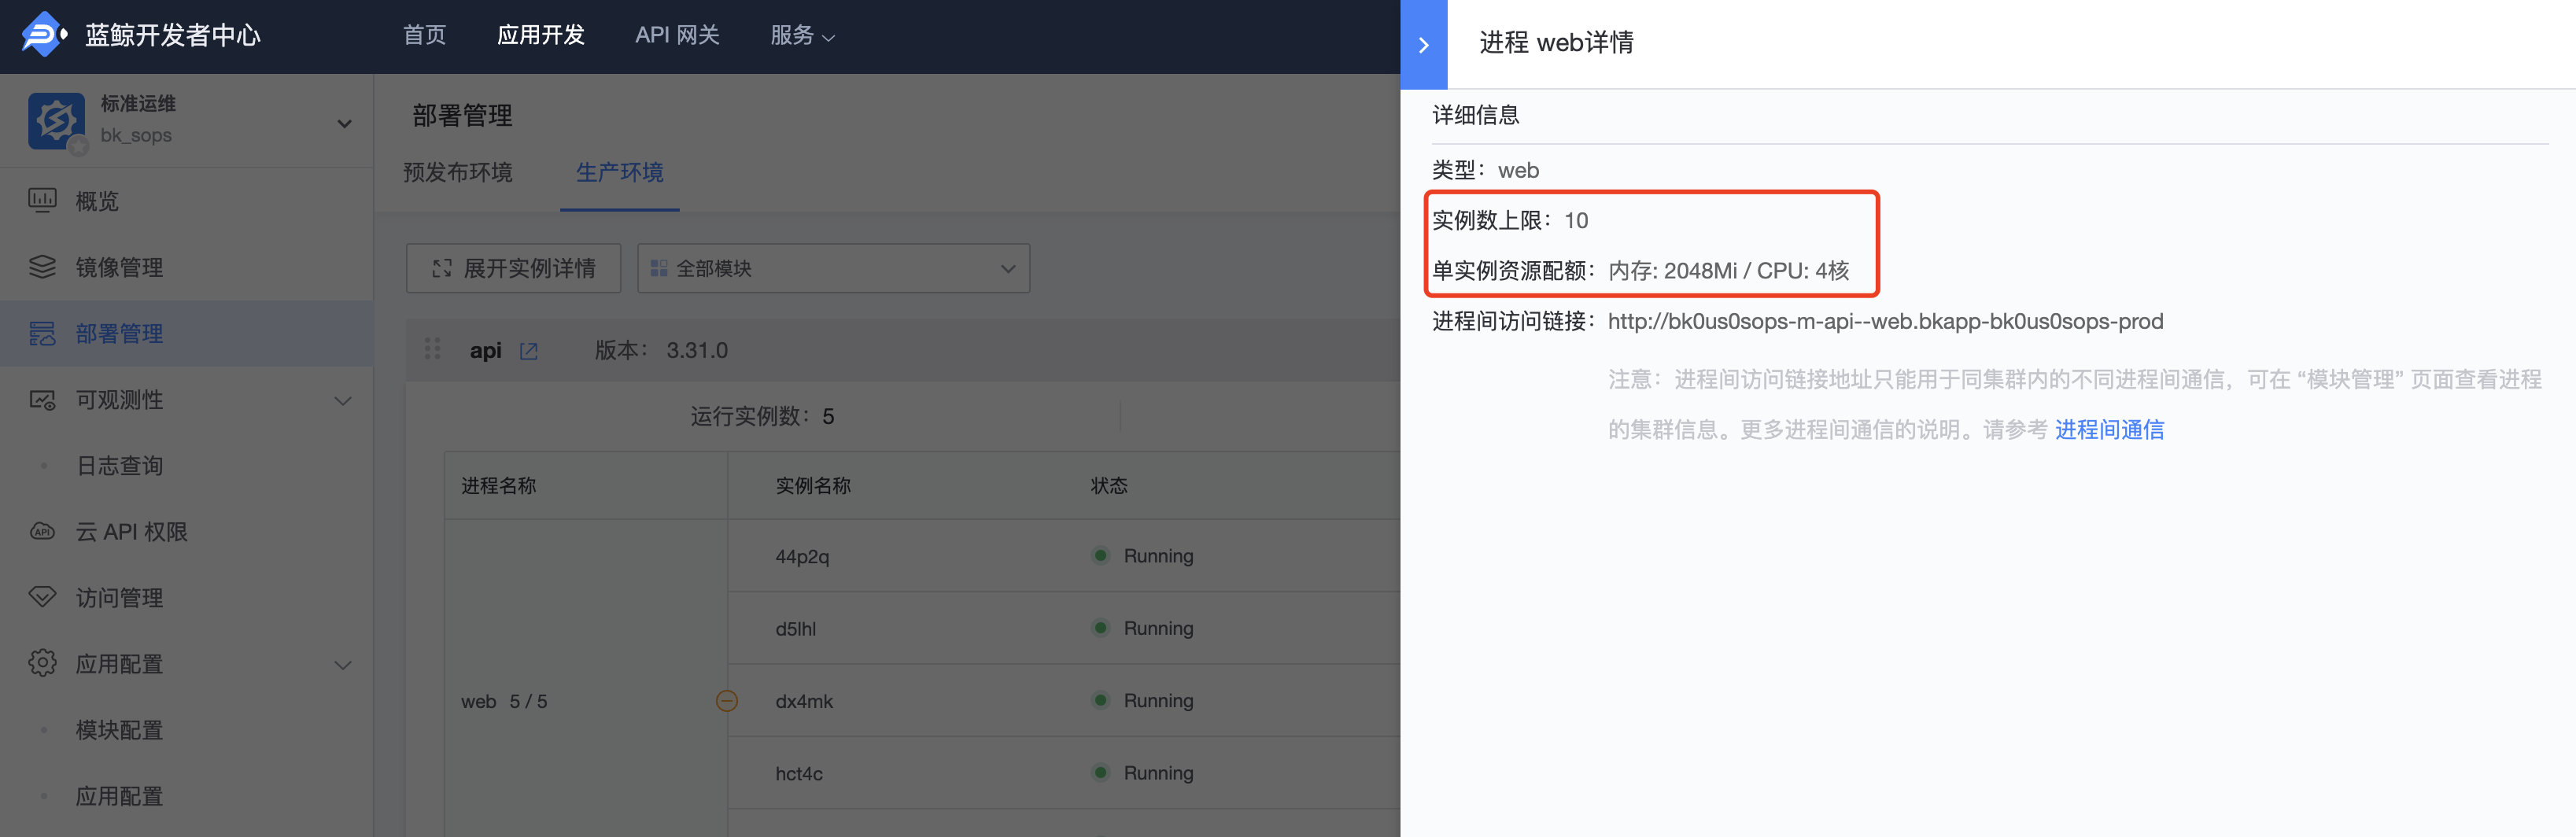 蓝鲸开发者中心
首页
应用开发
API 网关
服务
标准运维
bk_sops
概览
镜像管理
部署管理
可观测性
日志查询
云 API 权限
API
访问管理
应用配置
模块配置
应用配置
部署管理
预发布环境
生产环境
展开实例详情
全部模块
api
版本： 3.31.0
运行实例数：5
进程名称
实例名称
状态
web 5 / 5
44p2q
Running
d5lhl
Running
dx4mk
Running
hct4c
Running
进程 web详情
详细信息
类型：web
实例数上限：10
单实例资源配额：内存: 2048Mi / CPU: 4核
进程间访问链接：http://bk0us0sops-m-api--web.bkapp-bk0us0sops-prod
注意：进程间访问链接地址只能用于同集群内的不同进程间通信，可在 “模块管理” 页面查看进程
的集群信息。更多进程间通信的说明。请参考 进程间通信